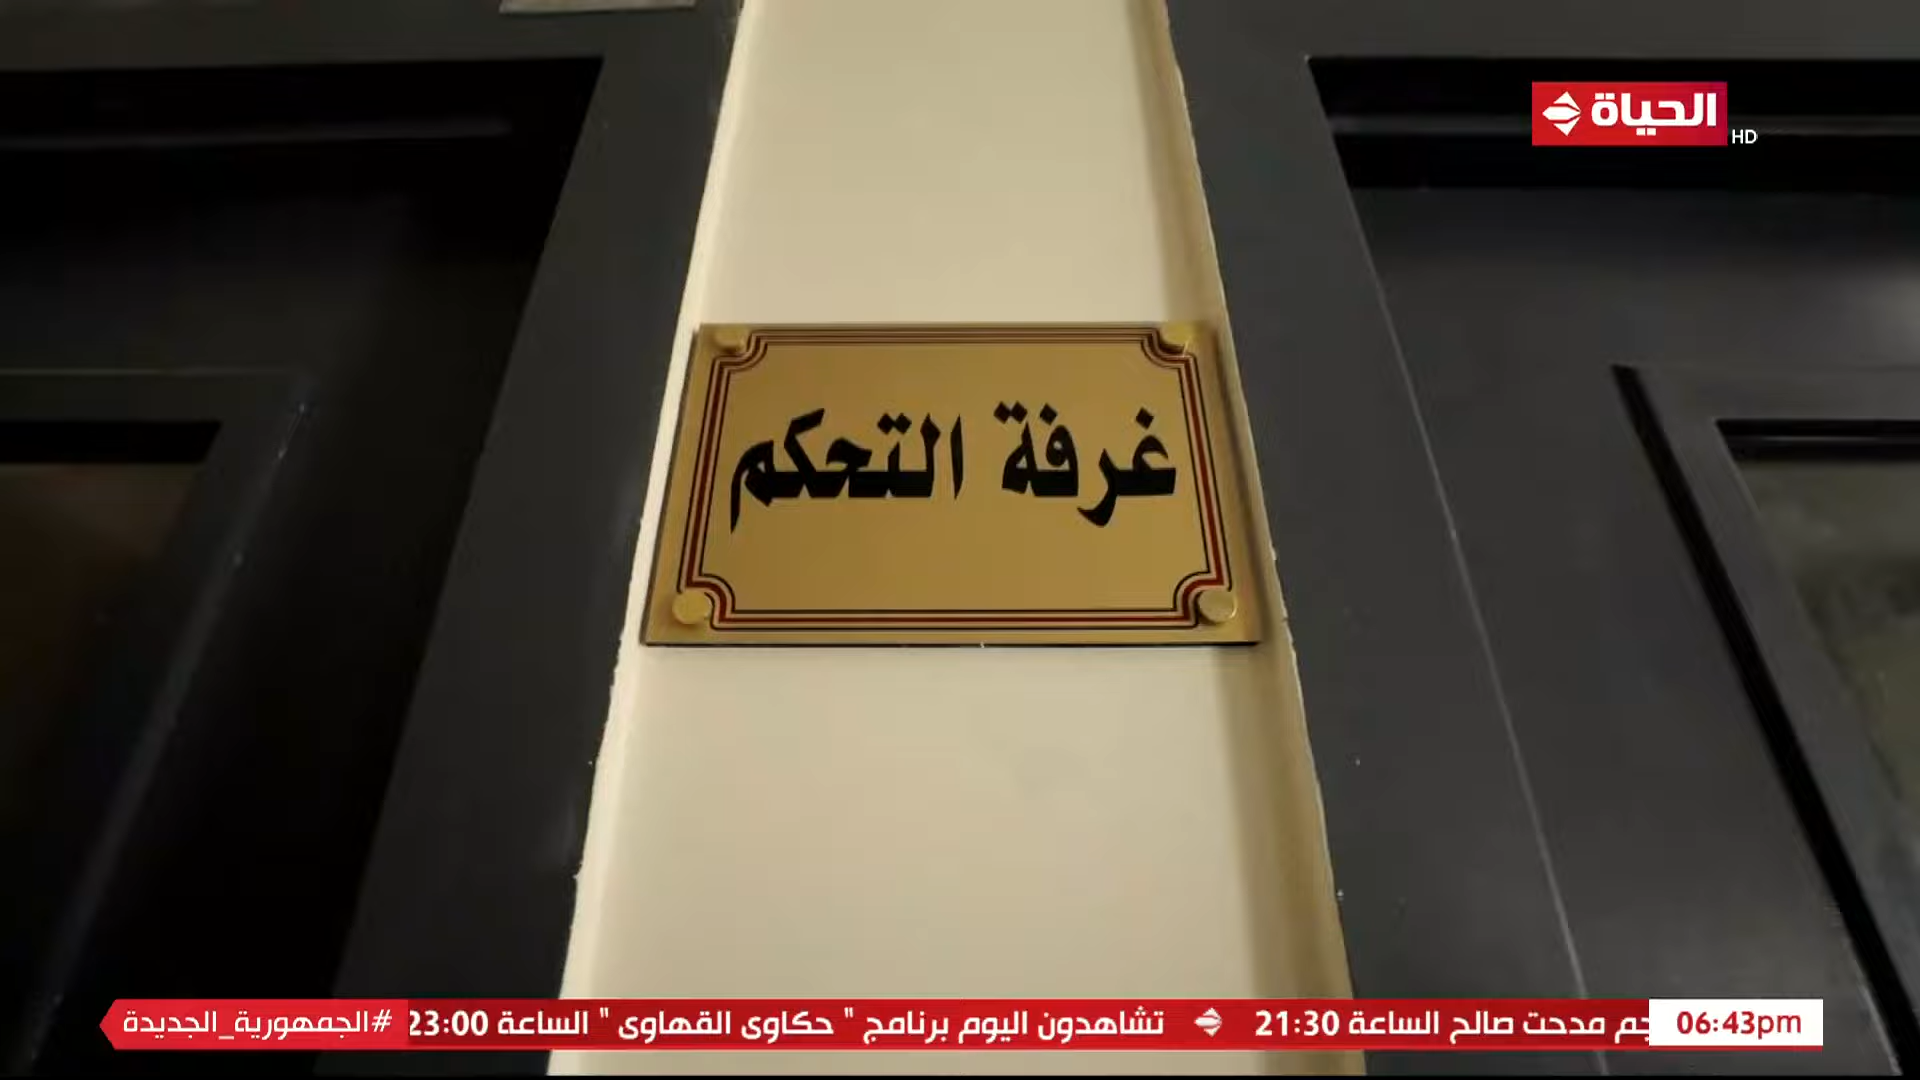 الحياة
HD
غرفة التحكم
06:43pm
مدحت صالح الساعة 21:30 تشاهدون اليوم برنامج " حكاوى القهاوى " الساعة 23:00
#الجمهورية_الجديدة